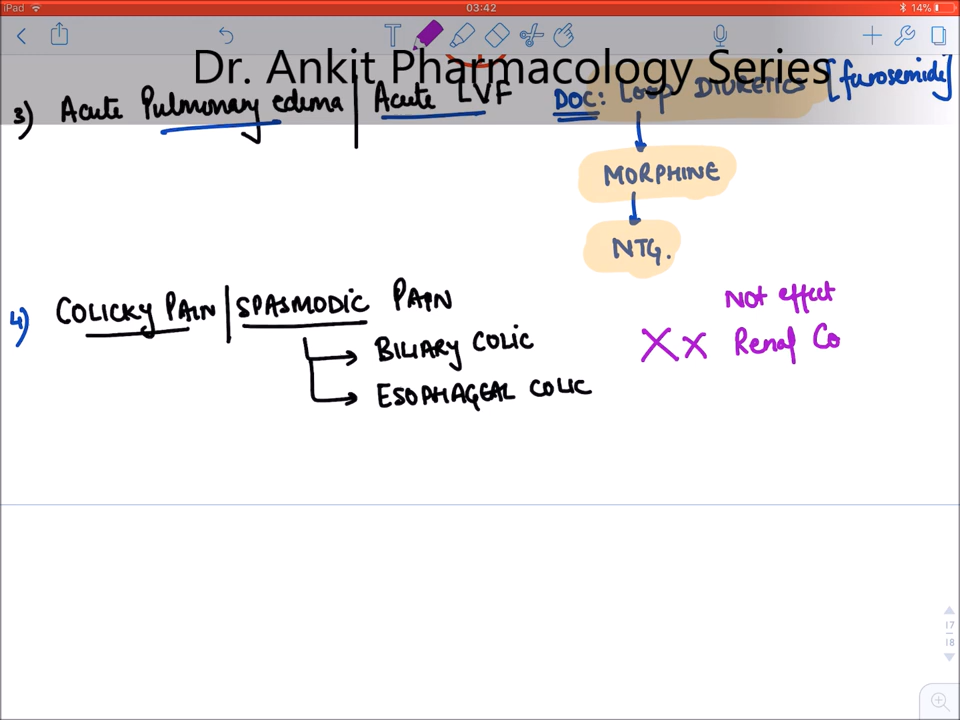 iPad 03:42 14%
T
Dr. Ankit Pharmacology Series
3) Acute Pulmonary edema | Acute LVF DOC: Loop DIURETICS [furosemide]
MORPHINE
NTG.
4) COLICKY PAIN | SPASMODIC PAIN
Not effect
BILIARY COLIC
XX Renal Co
ESOPHAGEAL COLIC
17
18